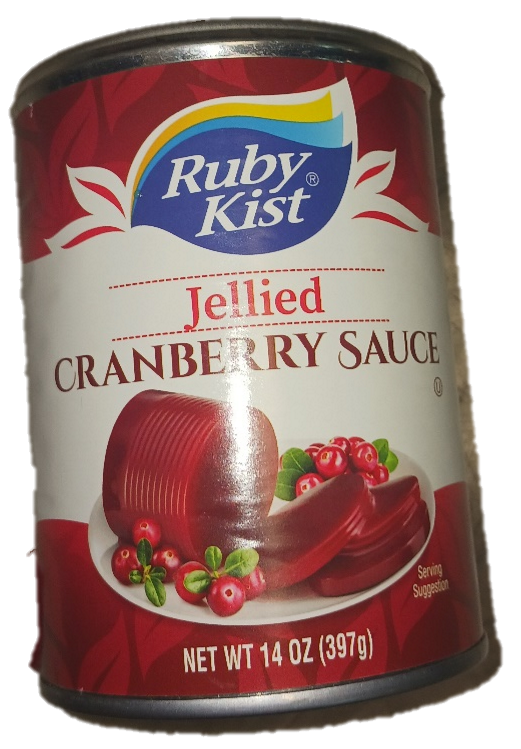 Ruby
Kist®
Jellied
CRANBERRY SAUCE
Ⓤ
Serving
Suggestion
NET WT 14 OZ (397g)